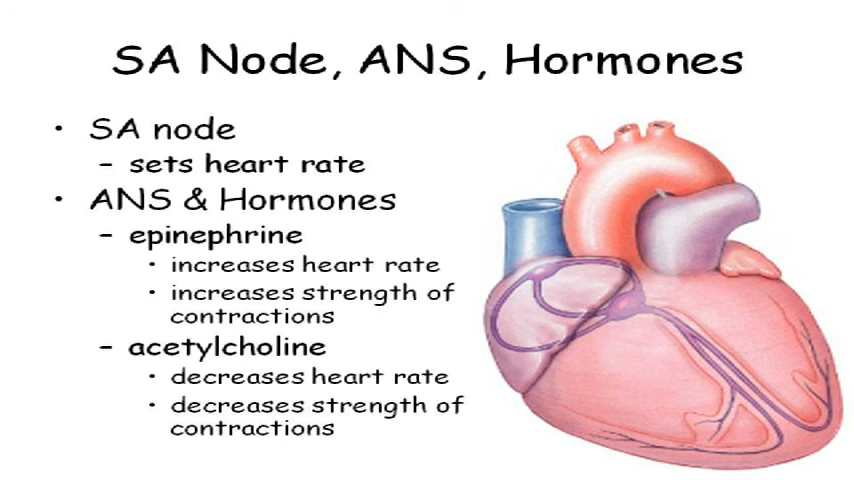 SA Node, ANS, Hormones
• SA node
– sets heart rate
• ANS & Hormones
– epinephrine
• increases heart rate
• increases strength of
contractions
– acetylcholine
• decreases heart rate
• decreases strength of
contractions